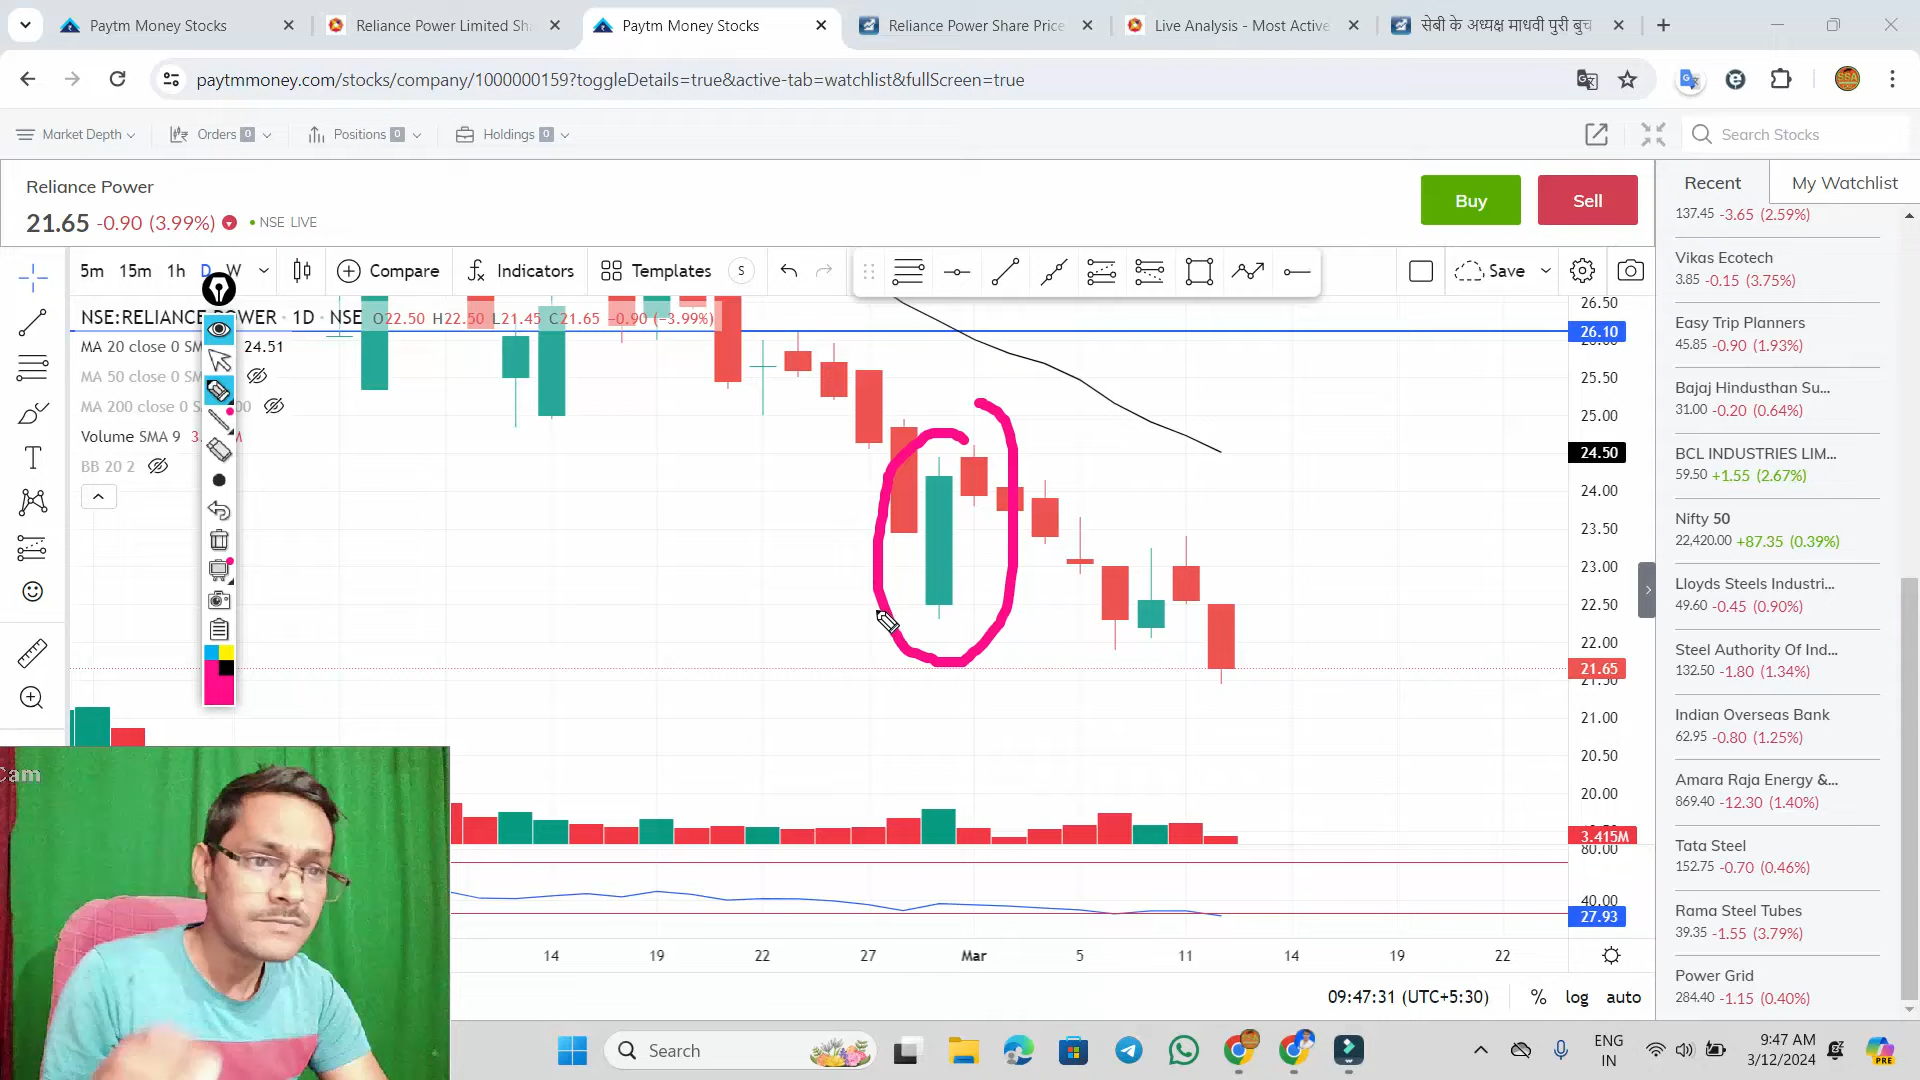 Paytm Money Stocks
Reliance Power Limited Sh
Paytm Money Stocks
Reliance Power Share Price
Live Analysis - Most Active
सेबी के अध्यक्ष माधवी पुरी बुच
paytmmoney.com/stocks/company/1000000159?toggleDetails=true&active-tab=watchlist&fullScreen=true
Market Depth
Orders 0
Positions 0
Holdings 0
Search Stocks
Reliance Power
21.65 -0.90 (3.99%)
NSE LIVE
Buy
Sell
Recent
My Watchlist
137.45 -3.65 (2.59%)
Vikas Ecotech
3.85 -0.15 (3.75%)
Easy Trip Planners
45.85 -0.90 (1.93%)
Bajaj Hindusthan Su...
31.00 -0.20 (0.64%)
BCL INDUSTRIES LIM...
59.50 +1.55 (2.67%)
Nifty 50
22,420.00 +87.35 (0.39%)
Lloyds Steels Industri...
49.60 -0.45 (0.90%)
Steel Authority Of Ind...
132.50 -1.80 (1.34%)
Indian Overseas Bank
62.95 -0.80 (1.25%)
Amara Raja Energy &...
869.40 -12.30 (1.40%)
Tata Steel
152.75 -0.70 (0.46%)
Rama Steel Tubes
39.35 -1.55 (3.79%)
Power Grid
284.40 -1.15 (0.40%)
5m 15m 1h D W
Compare
Indicators
Templates
S
Save
NSE:RELIANCE POWER · 1D · NSE O22.50 H22.50 L21.45 C21.65 -0.90 (-3.99%)
MA 20 close 0 SM 24.51
MA 50 close 0 SM
MA 200 close 0 S 00
Volume SMA 9 3. M
BB 20 2
26.50
26.10
25.50
25.00
24.50
24.00
23.50
23.00
22.50
22.00
21.65
21.50
21.00
20.50
20.00
3.415M
80.00
40.00
27.93
14 19 22 27 Mar 5 11 14 19 22
09:47:31 (UTC+5:30)
% log auto
Cam
Search
ENG
IN
9:47 AM
3/12/2024
PRE